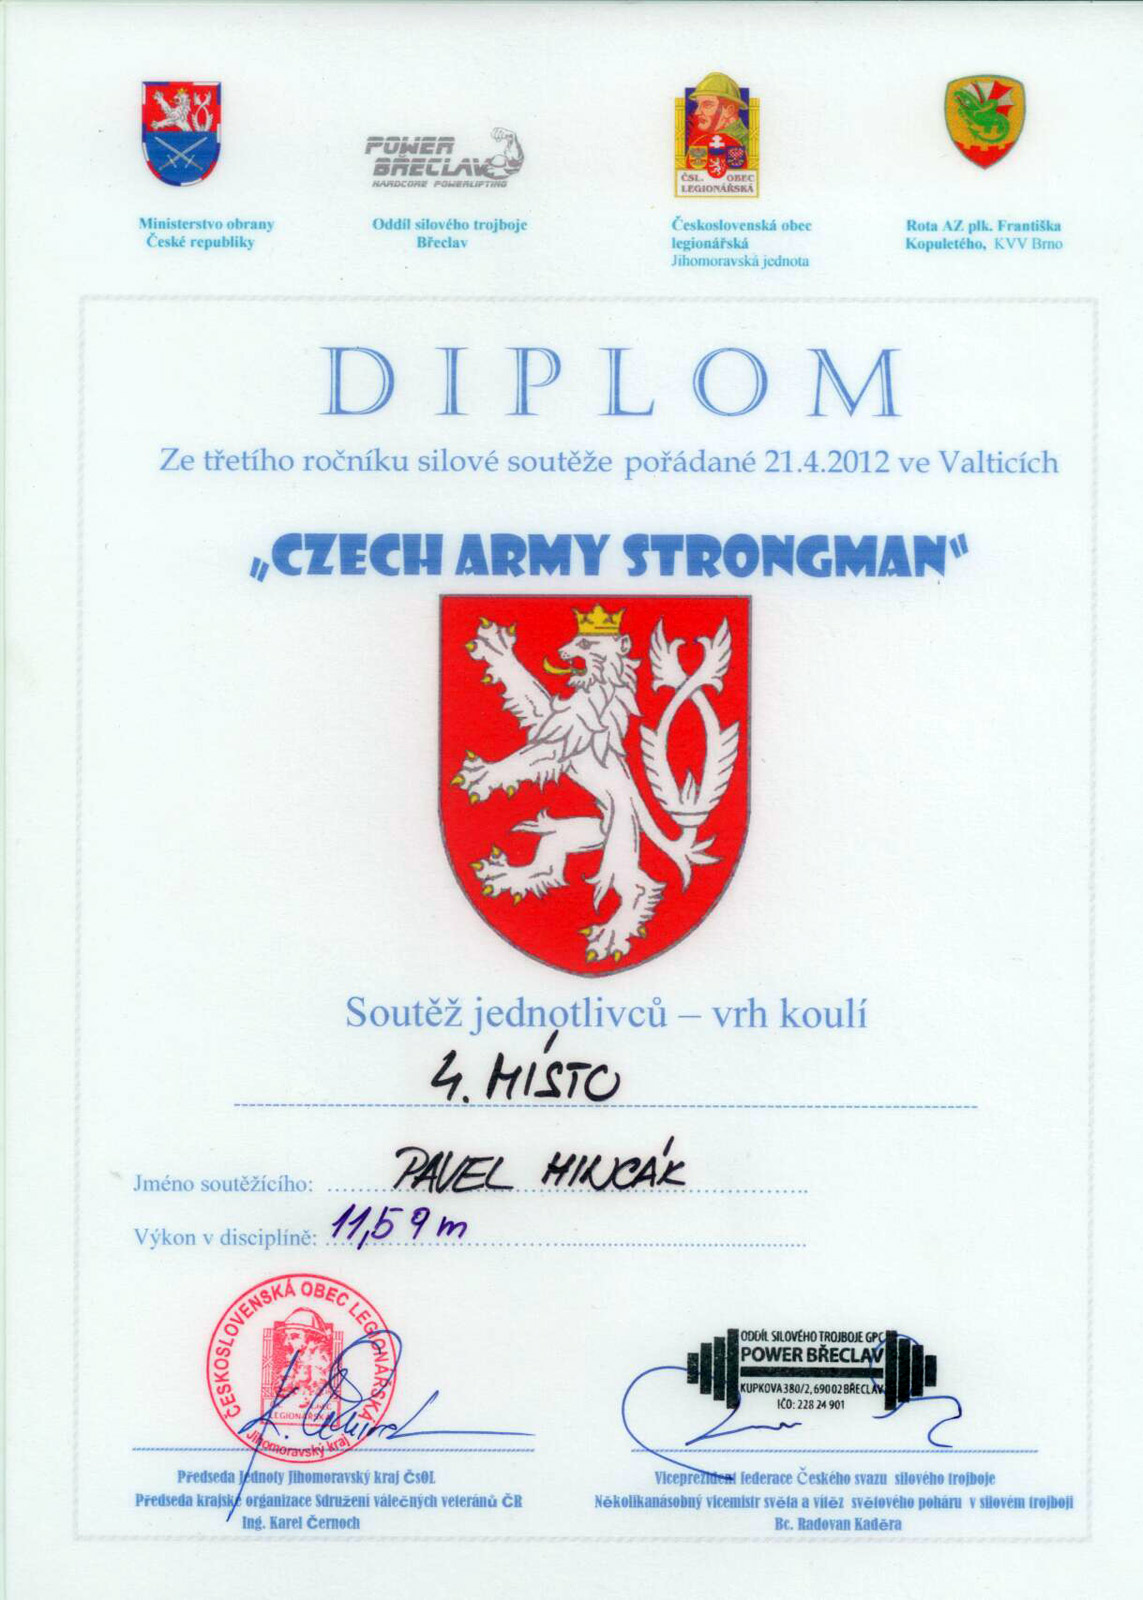 POWER
BŘECLAV
HARDCORE POWERLIFTING
ČSL. OBEC
LEGIONÁŘSKÁ
Ministerstvo obrany
České republiky
Oddíl silového trojboje
Břeclav
Československá obec
legionářská
Jihomoravská jednota
Rota AZ plk. Františka
Kopuletého, KVV Brno
DIPLOM
Ze třetího ročníku silové soutěže pořádané 21.4.2012 ve Valticích
„CZECH ARMY STRONGMAN“
Soutěž jednotlivců – vrh koulí
4. MÍSTO
Jméno soutěžícího: PAVEL MINCÁK
Výkon v disciplíně: 11,59 m
ČESKOSLOVENSKÁ OBEC LEGIONÁŘSKÁ
Jihomoravský kraj
ODDÍL SILOVÉHO TROJBOJE GPC
POWER BŘECLAV
KUPKOVA 380/2, 690 02 BŘECLAV
IČO: 228 24 901
Předseda Jednoty Jihomoravský kraj ČsOL
Předseda krajské organizace Sdružení válečných veteránů ČR
Ing. Karel Černoch
Viceprezident federace Českého svazu silového trojboje
Několikanásobný vicemistr světa a vítěz světového poháru v silovém trojboji
Bc. Radovan Kaděra